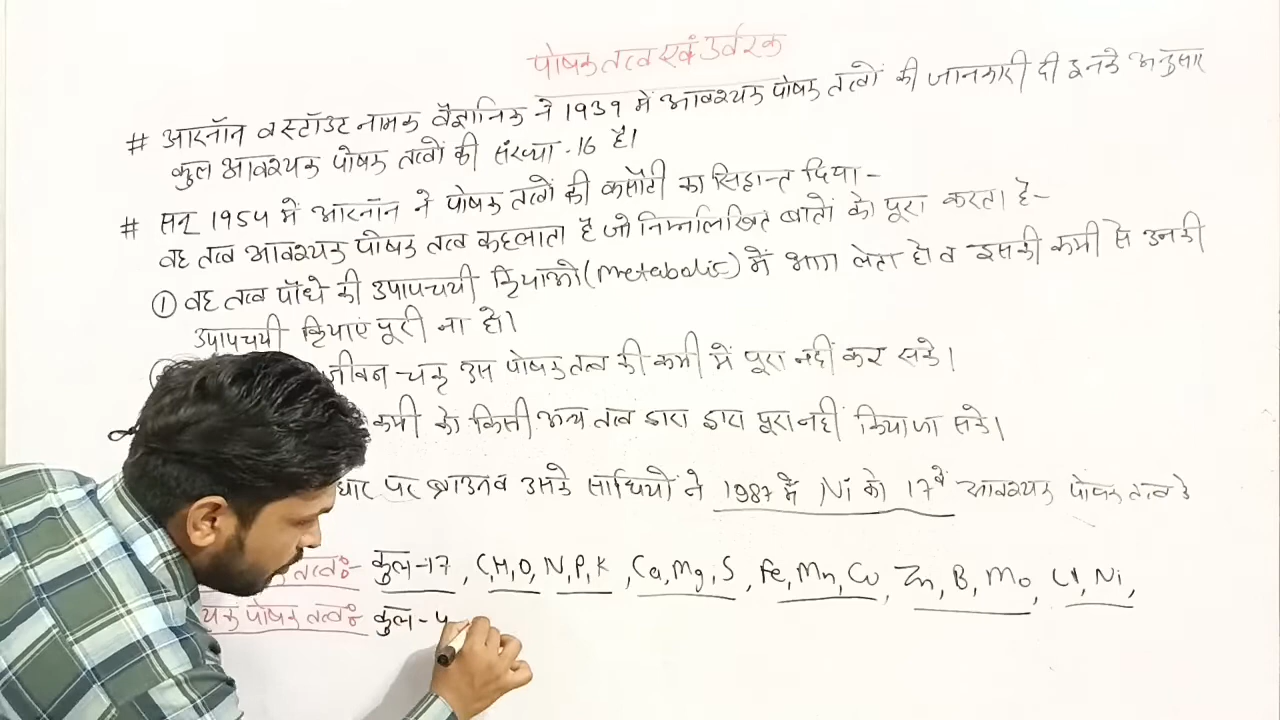 पोषक तत्व एवं उर्वरक
# आरनॉन व स्टॉउट नामक वैज्ञानिक ने 1939 में आवश्यक पोषक तत्वों की जानकारी दी इनके अनुसार
कुल आवश्यक पोषक तत्वों की संख्या -16 है।
# सन् 1954 में आरनॉन ने पोषक तत्वों की कसौटी का सिद्दान्त दिया -
वह तत्व आवश्यक पोषक तत्व कहलाता है जो निम्नलिखित बातों को पूरा करता है -
① वह तत्व पौधे की उपापचयी क्रियाओं (metabolic) में भाग लेता हो व इसकी कमी से उनकी
उपापचयी क्रियाएं पूरी ना हो।
जीवन-चक्र उस पोषक तत्व की कमी में पूरा नहीं कर सके।
कमी को किसी अन्य तत्व द्वारा द्वारा पूरा नहीं किया जा सके।
पर ब्राउन व उसके साथियों ने 1987 में Ni को 17वें आवश्यक पोषक तत्व के
तत्वः- कुल-17, C,H,O, N,P,K, Ca,Mg,S, Fe,Mn,Cu Zn, B, Mo, Cl, Ni,
पोषक तत्वः- कुल - 4